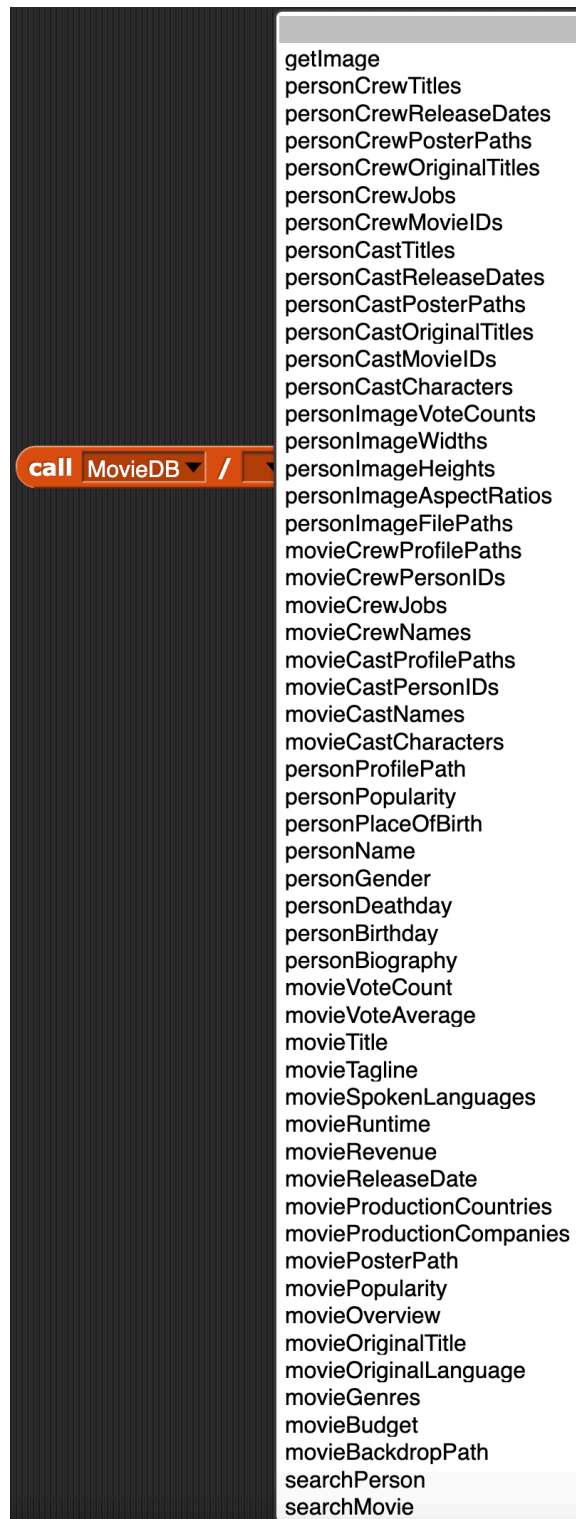 getImage
personCrewTitles
personCrewReleaseDates
personCrewPosterPaths
personCrewOriginalTitles
personCrewJobs
personCrewMovieIDs
personCastTitles
personCastReleaseDates
personCastPosterPaths
personCastOriginalTitles
personCastMovieIDs
personCastCharacters
personImageVoteCounts
personImageWidths
call MovieDB /
personImageHeights
personImageAspectRatios
personImageFilePaths
movieCrewProfilePaths
movieCrewPersonIDs
movieCrewJobs
movieCrewNames
movieCastProfilePaths
movieCastPersonIDs
movieCastNames
movieCastCharacters
personProfilePath
personPopularity
personPlaceOfBirth
personName
personGender
personDeathday
personBirthday
personBiography
movieVoteCount
movieVoteAverage
movieTitle
movieTagline
movieSpokenLanguages
movieRuntime
movieRevenue
movieReleaseDate
movieProductionCountries
movieProductionCompanies
moviePosterPath
moviePopularity
movieOverview
movieOriginalTitle
movieOriginalLanguage
movieGenres
movieBudget
movieBackdropPath
searchPerson
searchMovie